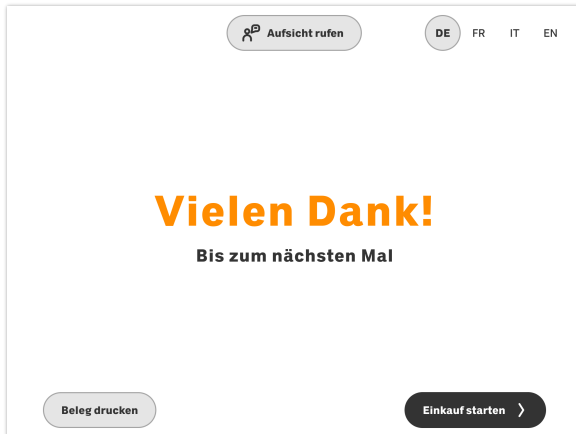 Aufsicht rufen
DE FR IT EN
Vielen Dank!
Bis zum nächsten Mal
Beleg drucken
Einkauf starten